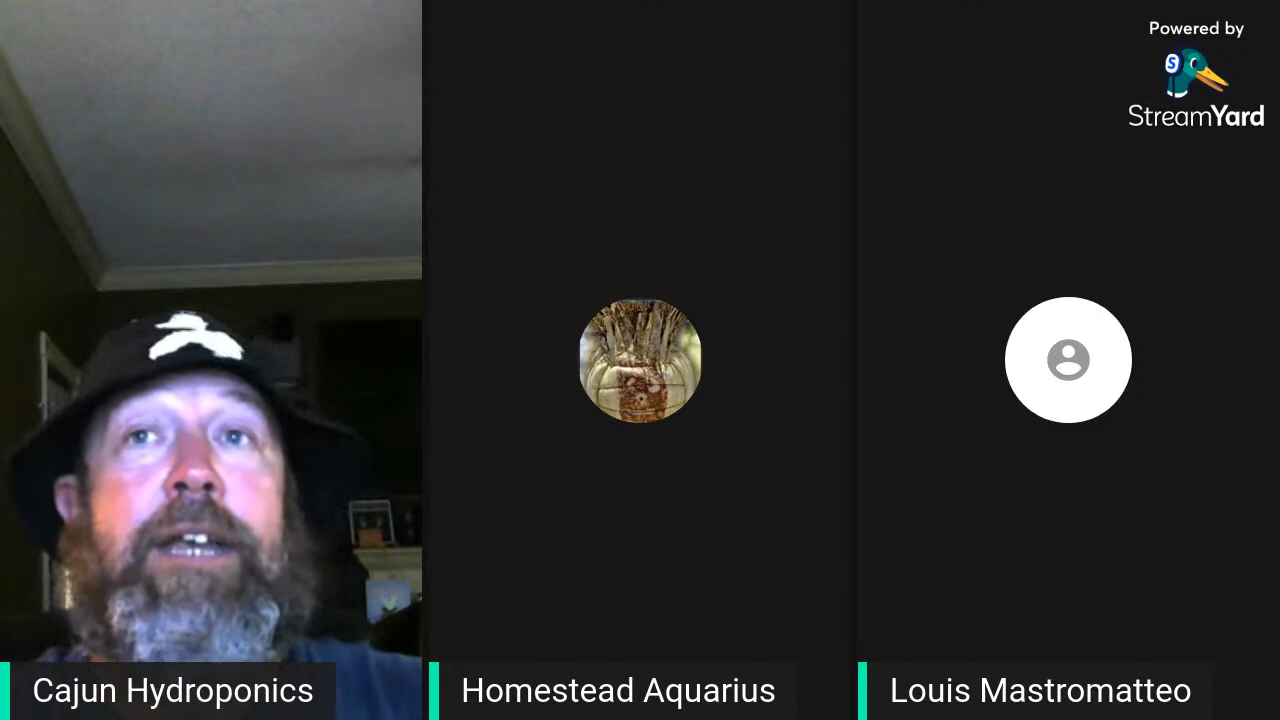 Powered by
S
StreamYard
Cajun Hydroponics
Homestead Aquarius
Louis Mastromatteo